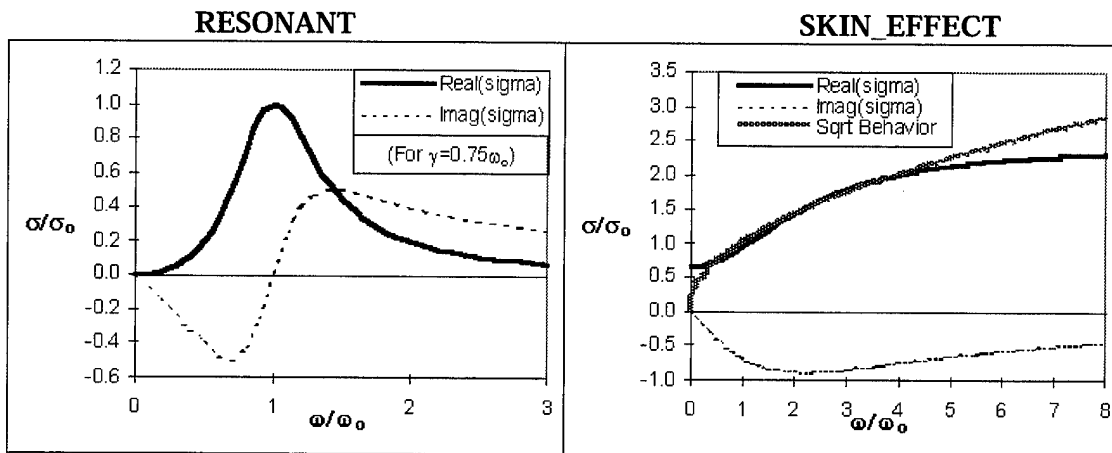 RESONANT
SKIN_EFFECT
1.2
1.0
0.8
0.6
0.4
0.2
0.0
-0.2
-0.4
-0.6
σ/σo
Real(sigma)
Imag(sigma)
(For γ=0.75ωo)
0
1
2
3
ω/ωo
3.5
3.0
2.5
2.0
1.5
1.0
0.5
0.0
-0.5
-1.0
σ/σo
Real(sigma)
Imag(sigma)
Sqrt Behavior
0
1
2
3
4
5
6
7
8
ω/ωo